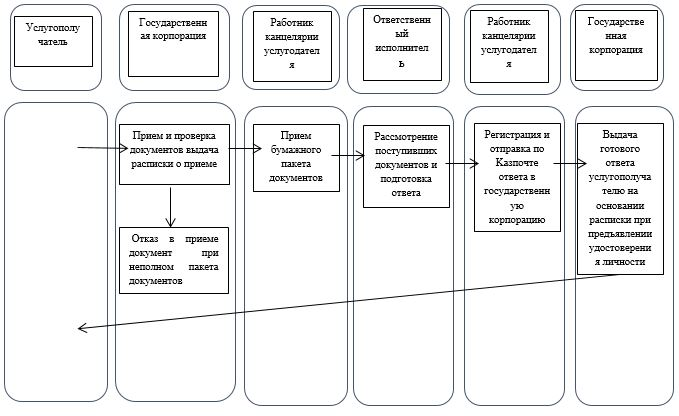 Услугополу
чатель
Государственн
ая корпорация
Работник
канцелярии
услугодател
я
Ответственн
ый
исполнител
ь
Работник
канцелярии
услугодател
я
Государстве
нная
корпорация
Прием и проверка
документов выдача
расписки о приеме
Отказ в приеме
документ при
неполном пакета
документов
Прием
бумажного
пакета
документов
Рассмотрение
поступивших
документов и
подготовка
ответа
Регистрация и
отправка по
Казпочте
ответа в
государственн
ую
корпорацию
Выдача
готового
ответа
услугополуча
телю на
основании
расписки при
предъявлении
удостоверени
я личности